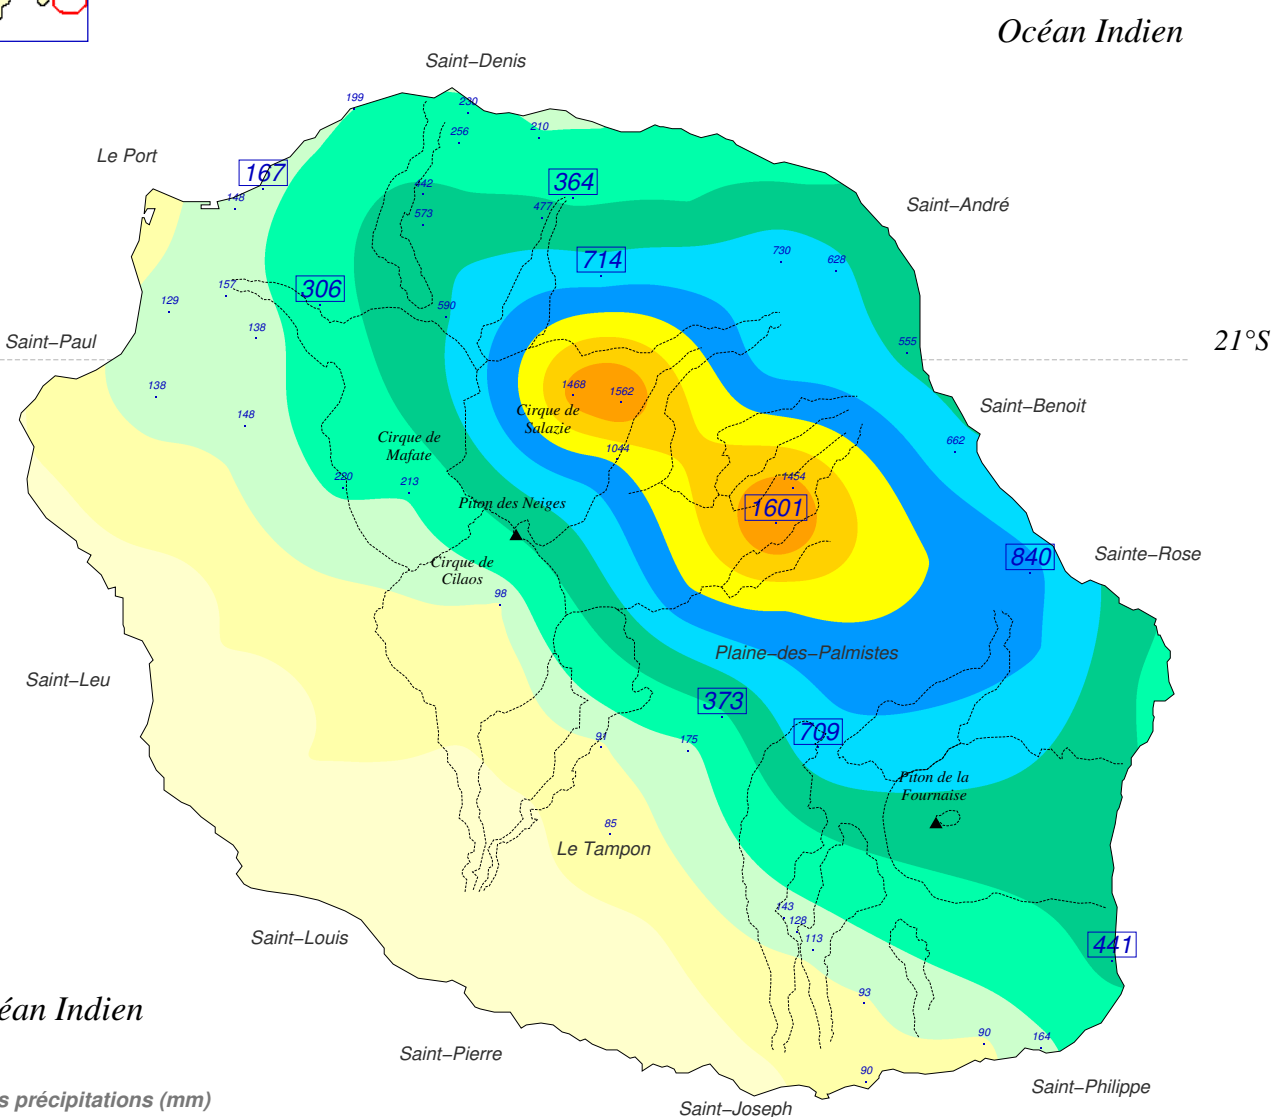 Océan Indien
Saint−Denis
199
230
256
210
Le Port
167
148
442
364
477
573
Saint−André
714
730
628
157
306
129
590
138
Saint−Paul
555
21°S
138
1468
1562
148
Cirque de
Salazie
Saint−Benoit
Cirque de
Mafate
662
1044
220
213
1454
Piton des Neiges
1601
840
Sainte−Rose
Cirque de
Cilaos
98
Plaine−des−Palmistes
Saint−Leu
373
709
91
175
Piton de la
Fournaise
85
Le Tampon
143
128
113
Saint−Louis
441
93
éan Indien
90
164
Saint−Pierre
90
Saint−Philippe
s précipitations (mm)
Saint−Joseph